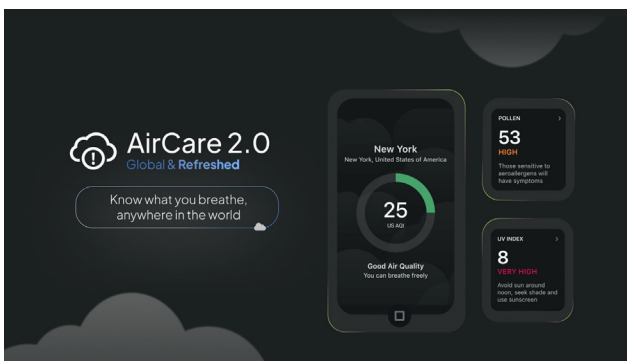 AirCare 2.0
Global & Refreshed
Know what you breathe,
anywhere in the world
New York
New York, United States of America
25
US AQI
Good Air Quality
You can breathe freely
POLLEN
53
HIGH
Those sensitive to
aeroallergens will
have symptoms
UV INDEX
8
VERY HIGH
Avoid sun around
noon, seek shade and
use sunscreen